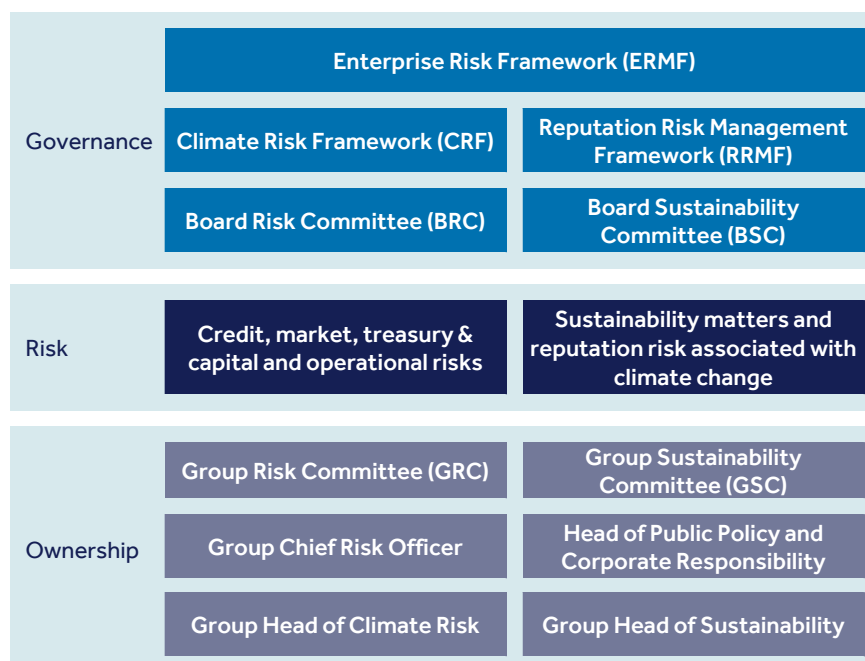 Enterprise Risk Framework (ERMF)
Governance
Climate Risk Framework (CRF)
Reputation Risk Management
Framework (RRMF)
Board Risk Committee (BRC)
Board Sustainability
Committee (BSC)
Risk
Credit, market, treasury &
capital and operational risks
Sustainability matters and
reputation risk associated with
climate change
Group Risk Committee (GRC)
Group Sustainability
Committee (GSC)
Ownership
Group Chief Risk Officer
Head of Public Policy and
Corporate Responsibility
Group Head of Climate Risk
Group Head of Sustainability